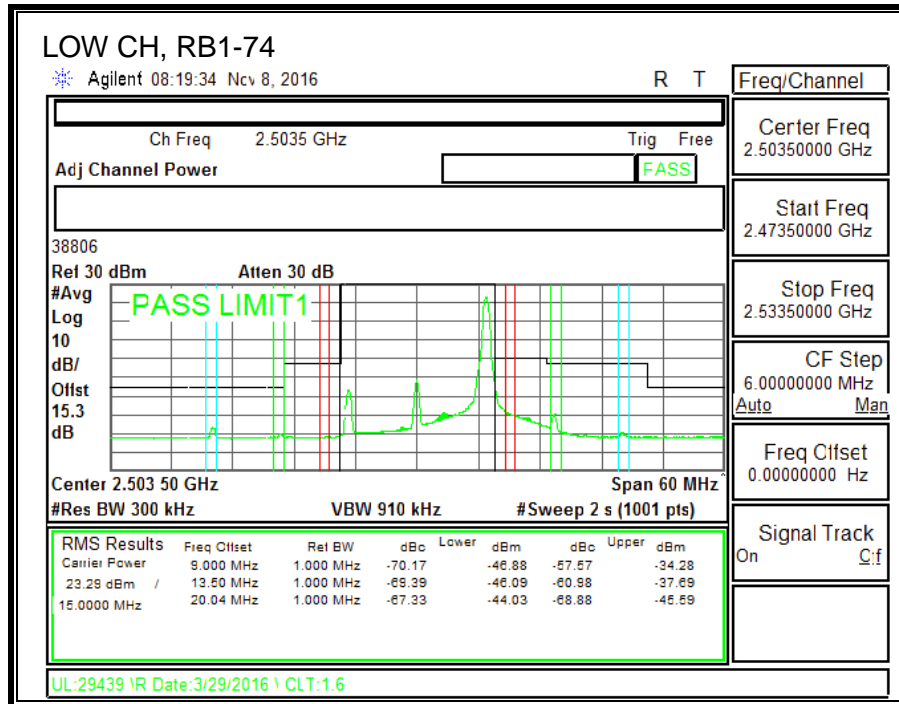 LOW CH, RB1-74
Agilent 08:19:34 Nov 8, 2016 R T
Freq/Channel
Ch Freq 2.5035 GHz Trig Free
Adj Channel Power PASS
Center Freq
2.50350000 GHz
Start Freq
2.47350000 GHz
Stop Freq
2.53350000 GHz
CF Step
6.00000000 MHz
Auto Man
Freq Offset
0.00000000 Hz
Signal Track
On Off
38806
Ref 30 dBm Atten 30 dB
#Avg
Log
10
dB/
Offst
15.3
dB
PASS LIMIT1
Center 2.503 50 GHz Span 60 MHz
#Res BW 300 kHz VBW 910 kHz #Sweep 2 s (1001 pts)
RMS Results Freq Offset Ref BW dBc Lower dBm dBc Upper dBm
Carrier Power 9.000 MHz 1.000 MHz -70.17 -46.88 -57.57 -34.28
23.29 dBm / 13.50 MHz 1.000 MHz -69.39 -46.09 -60.98 -37.69
15.0000 MHz 20.04 MHz 1.000 MHz -67.33 -44.03 -68.88 -45.59
UL:29439 \R Date:3/29/2016 \ CLT:1.6